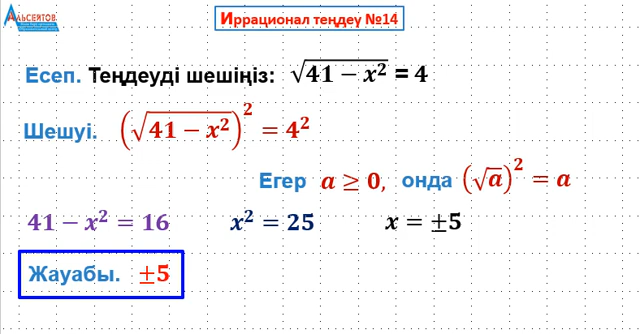 АЛЬСЕИТОВ
Иррационал теңдеу №14
Есеп. Теңдеуді шешіңіз: √(41 − x²) = 4
Шешуі. (√(41 − x²))² = 4²
Егер a ≥ 0, онда (√a)² = a
41 − x² = 16 x² = 25 x = ±5
Жауабы. ±5